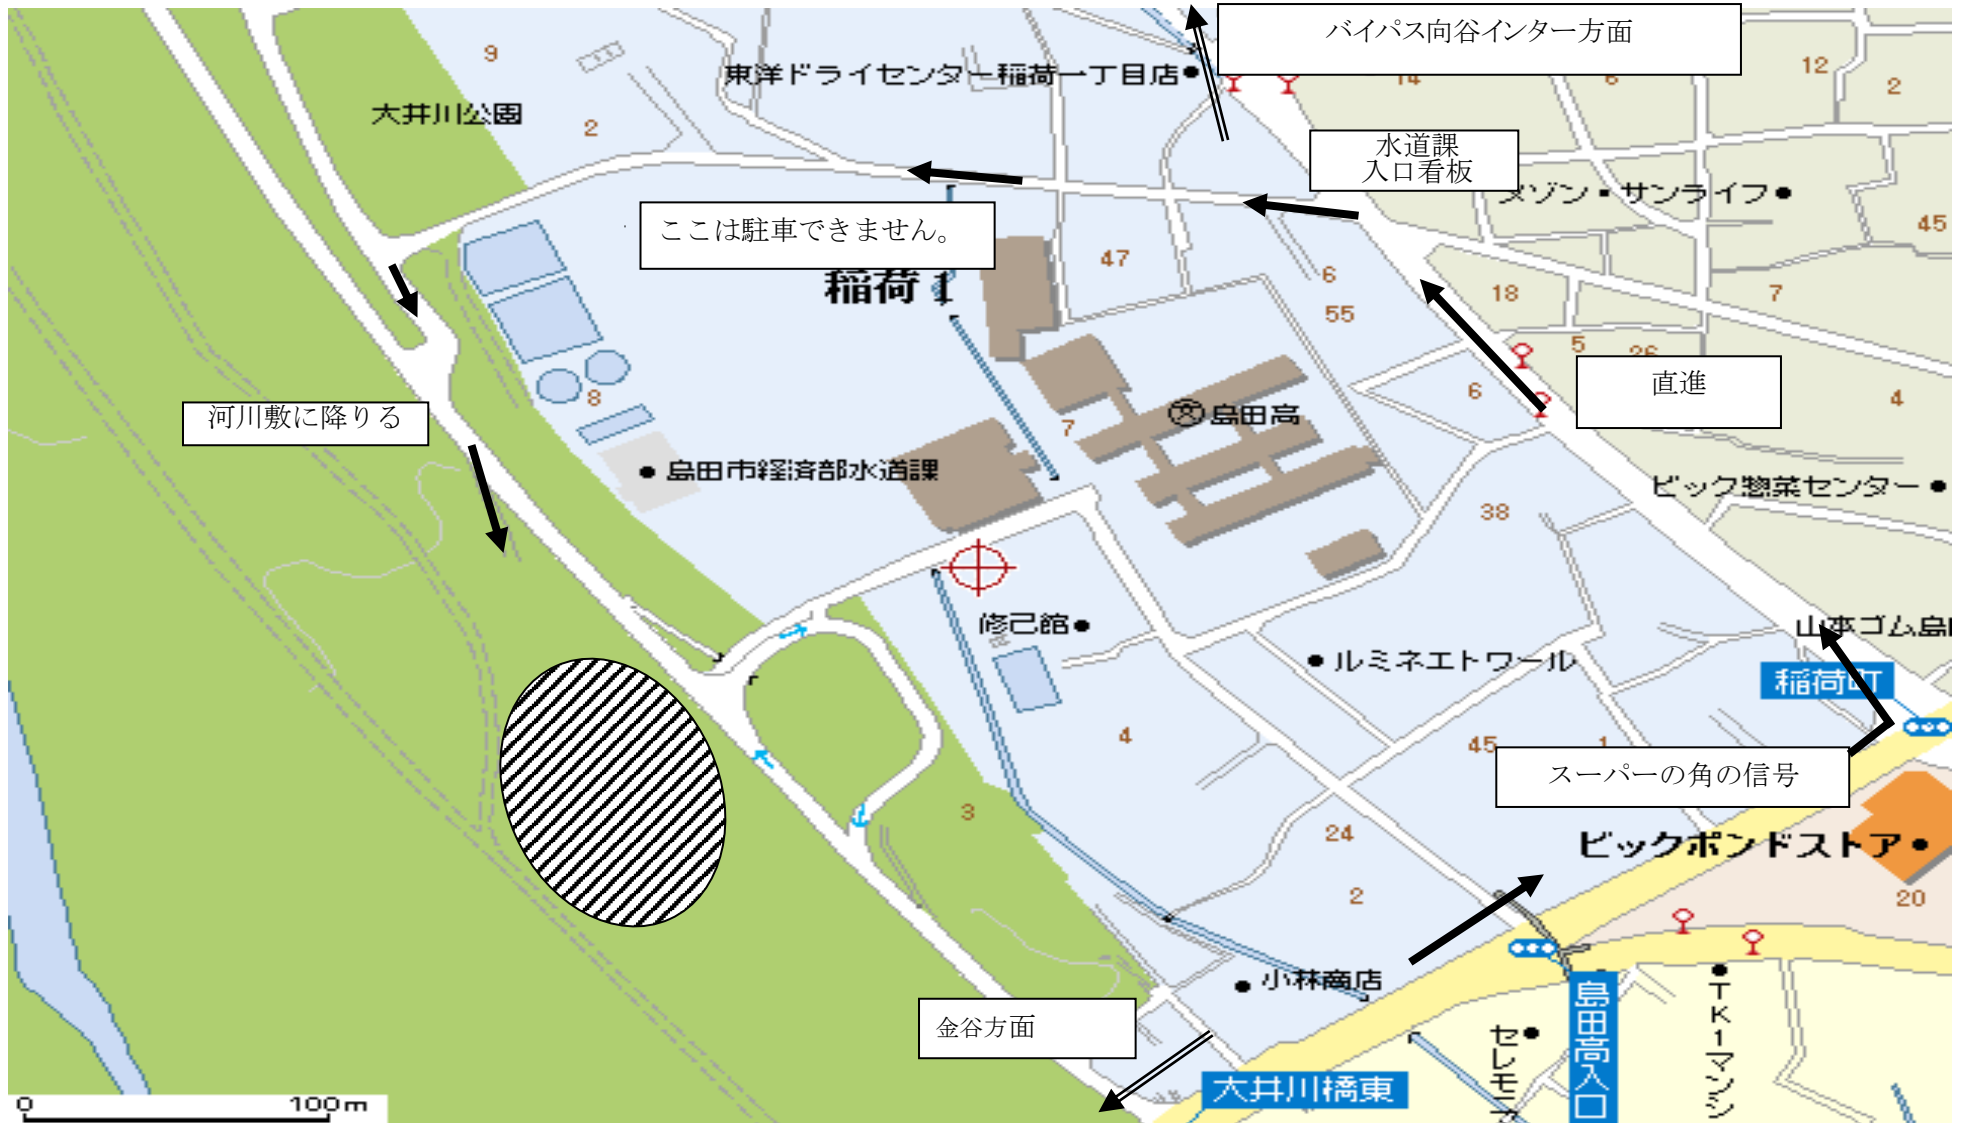 バイパス向谷インター方面
9
東洋ドライセンター稲荷一丁目店
14
6
12
2
大井川公園
2
水道課
入口看板
メゾン・サンライフ
45
ここは駐車できません。
稲荷 1
47
6
55
18
7
5
26
直進
4
6
河川敷に降りる
8
7
島田高
島田市経済部水道課
38
ビック惣菜センター
修己館
ルミネエトワール
山本ゴム島
稲荷町
4
45
1
スーパーの角の信号
3
24
ビックポンドストア
2
20
小林商店
島田高入口
TK1マンシ
セレモ
金谷方面
大井川橋東
0 100m